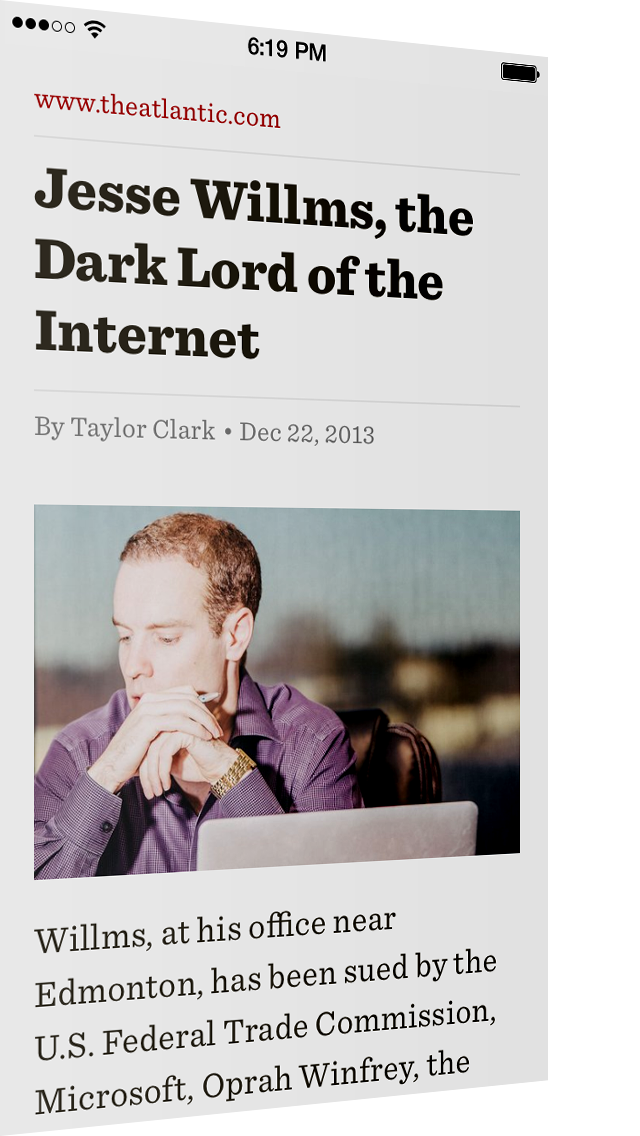 6:19 PM
www.theatlantic.com
Jesse Willms, the
Dark Lord of the
Internet
By Taylor Clark • Dec 22, 2013
Willms, at his office near
Edmonton, has been sued by the
U.S. Federal Trade Commission,
Microsoft, Oprah Winfrey, the